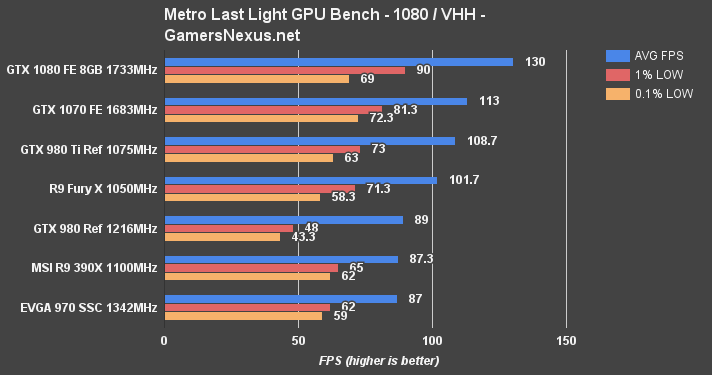 Metro Last Light GPU Bench - 1080 / VHH -
GamersNexus.net
AVG FPS
1% LOW
0.1% LOW
GTX 1080 FE 8GB 1733MHz
130
90
69
GTX 1070 FE 1683MHz
113
81.3
72.3
GTX 980 Ti Ref 1075MHz
108.7
73
63
R9 Fury X 1050MHz
101.7
71.3
58.3
GTX 980 Ref 1216MHz
89
48
43.3
MSI R9 390X 1100MHz
87.3
65
62
EVGA 970 SSC 1342MHz
87
62
59
0 50 100 150
FPS (higher is better)